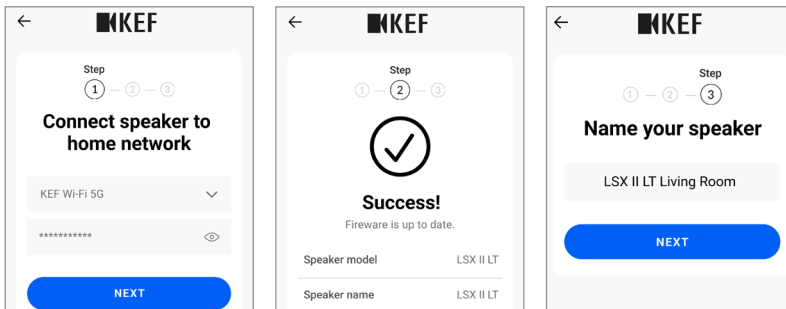 KEF
Step
1 2 3
Connect speaker to
home network
KEF Wi-Fi 5G
***********
NEXT
KEF
Step
1 2 3
Success!
Fireware is up to date.
Speaker model LSX II LT
Speaker name LSX II LT
KEF
Step
1 2 3
Name your speaker
LSX II LT Living Room
NEXT